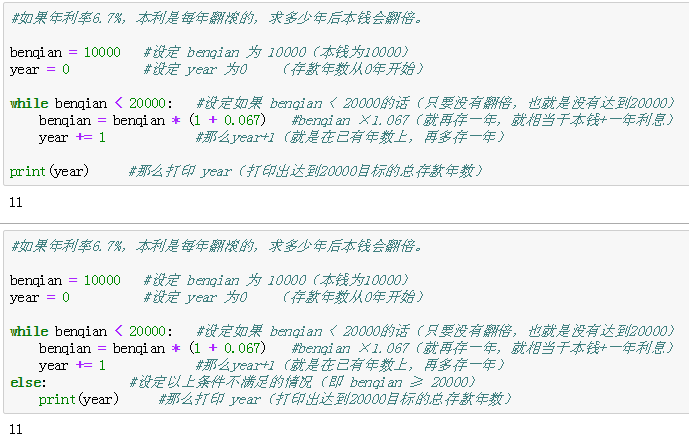 #如果年利率6.7%，本利是每年翻滚的，求多少年后本钱会翻倍。
benqian = 10000   #设定 benqian 为 10000（本钱为10000）
year = 0          #设定 year 为0    （存款年数从0年开始）
while benqian < 20000:   #设定如果 benqian < 20000的话（只要没有翻倍，也就是没有达到20000）
    benqian = benqian * (1 + 0.067)   #benqian ×1.067（就再存一年，就相当于本钱+一年利息）
    year += 1            #那么year+1（就是在已有年数上，再多存一年）
print(year)     #那么打印 year（打印出达到20000目标的总存款年数）
11
#如果年利率6.7%，本利是每年翻滚的，求多少年后本钱会翻倍。
benqian = 10000   #设定 benqian 为 10000（本钱为10000）
year = 0          #设定 year 为0    （存款年数从0年开始）
while benqian < 20000:   #设定如果 benqian < 20000的话（只要没有翻倍，也就是没有达到20000）
    benqian = benqian * (1 + 0.067)   #benqian ×1.067（就再存一年，就相当于本钱+一年利息）
    year += 1            #那么year+1（就是在已有年数上，再多存一年）
else:           #设定以上条件不满足的情况（即 benqian ≥ 20000）
    print(year)     #那么打印 year（打印出达到20000目标的总存款年数）
11